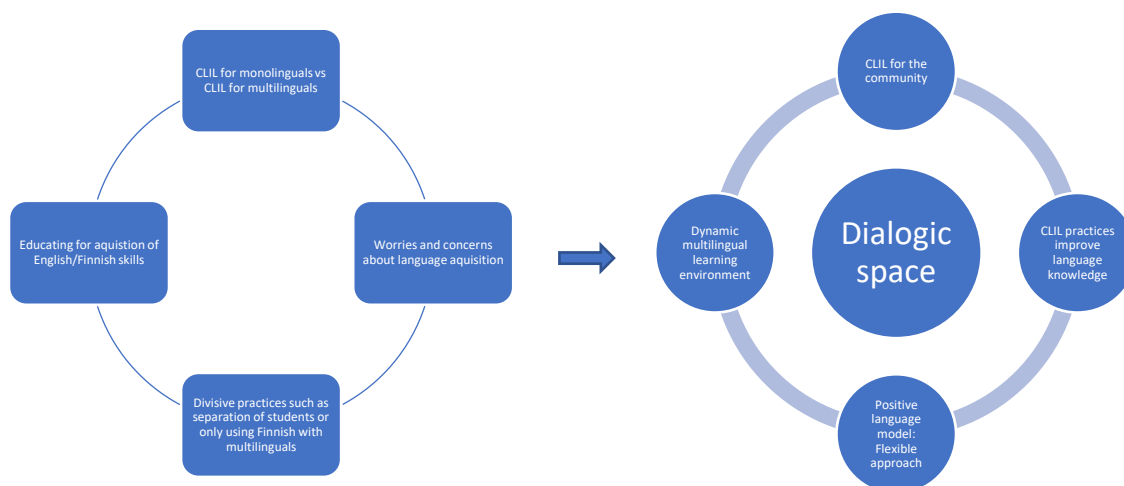 CLIL for monolinguals vs
CLIL for multilinguals
Educating for aquistion of
English/Finnish skills
Worries and concerns
about language aquisition
Divisive practices such as
separation of students or
only using Finnish with
multilinguals
CLIL for the
community
Dynamic
multilingual
learning
environment
Dialogic
space
CLIL practices
improve
language
knowledge
Positive
language
model:
Flexible
approach